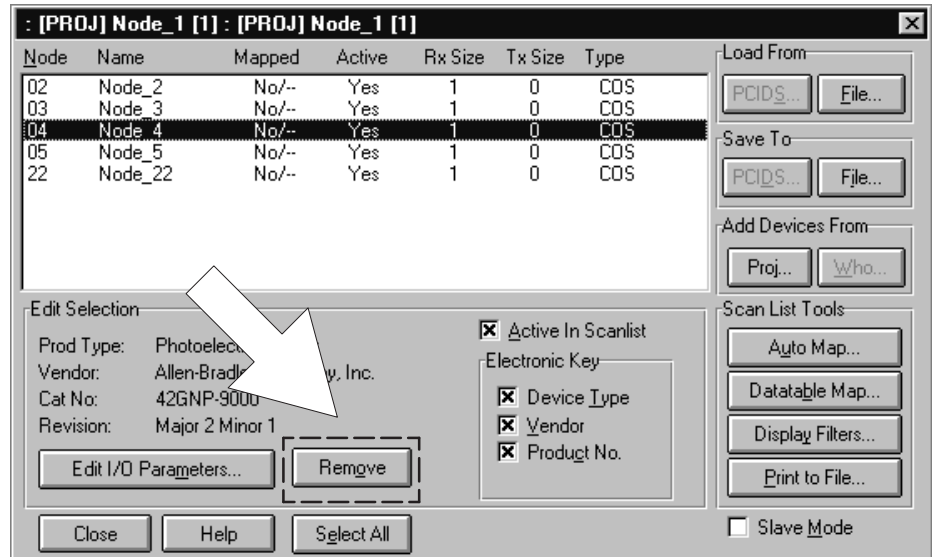 : [PROJ] Node_1 [1] : [PROJ] Node_1 [1]
Node Name Mapped Active Rx Size Tx Size Type
02 Node_2 No/-- Yes 1 0 COS
03 Node_3 No/-- Yes 1 0 COS
04 Node_4 No/-- Yes 1 0 COS
05 Node_5 No/-- Yes 1 0 COS
22 Node_22 No/-- Yes 1 0 COS
Load From
PCIDS... File...
Save To
PCIDS... File...
Add Devices From
Proj... Who...
Edit Selection
Prod Type:
Vendor: Inc.
Cat No: 42GNP-9000
Revision: Major 2 Minor 1
Edit I/O Parameters... Remove
Active In Scanlist
Electronic Key
Device Type
Vendor
Product No.
Scan List Tools
Auto Map...
Datatable Map...
Display Filters...
Print to File...
Close Help Select All
Slave Mode